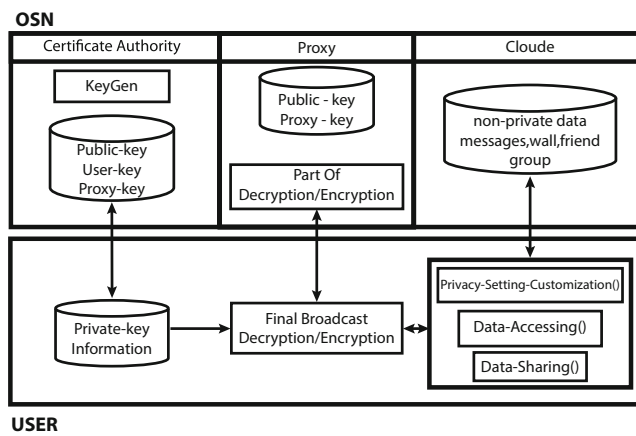 OSN
Certificate Authority
Proxy
Cloude
KeyGen
Public-key
User-key
Proxy-key
Public - key
Proxy - key
Part Of
Decryption/Encryption
non-private data
messages,wall,friend
group
Private-key
Information
Final Broadcast
Decryption/Encryption
Privacy-Setting-Customization()
Data-Accessing()
Data-Sharing()
USER